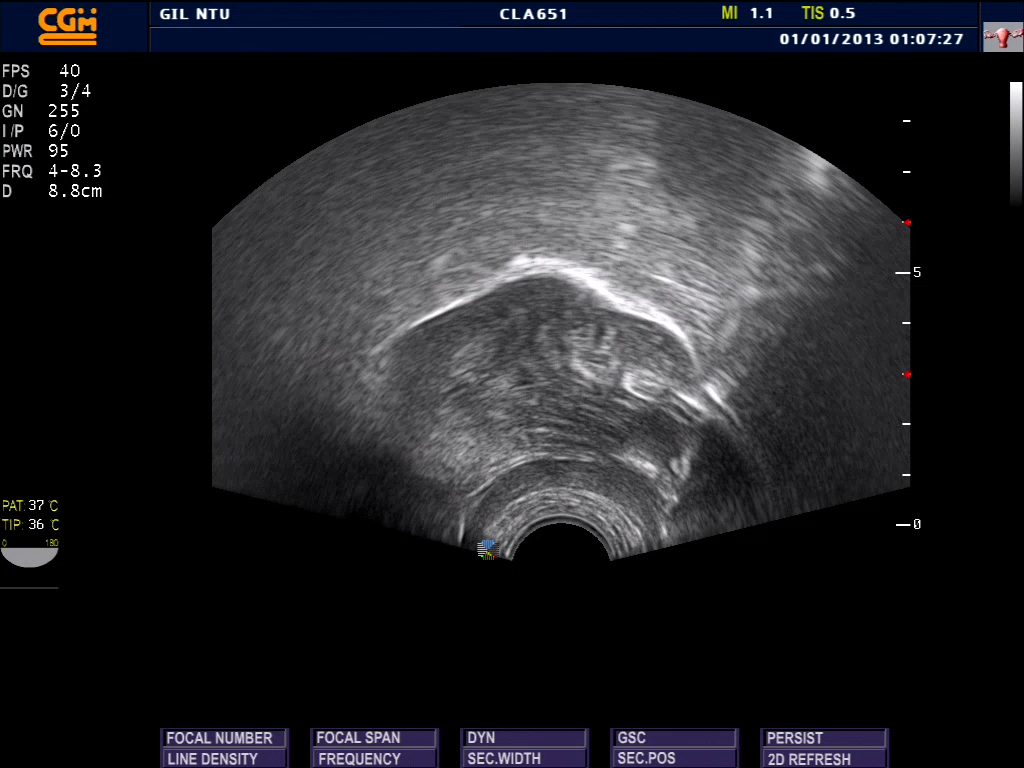 CGM
GIL NTU CLA651 MI 1.1 TIS 0.5
01/01/2013 01:07:27
FPS 40
D/G 3/4
GN 255
I/P 6/0
PWR 95
FRQ 4-8.3
D 8.8cm
5
PAT: 37 °C
TIP: 36 °C
0 180
0
FOCAL NUMBER FOCAL SPAN DYN GSC PERSIST
LINE DENSITY FREQUENCY SEC.WIDTH SEC.POS 2D REFRESH